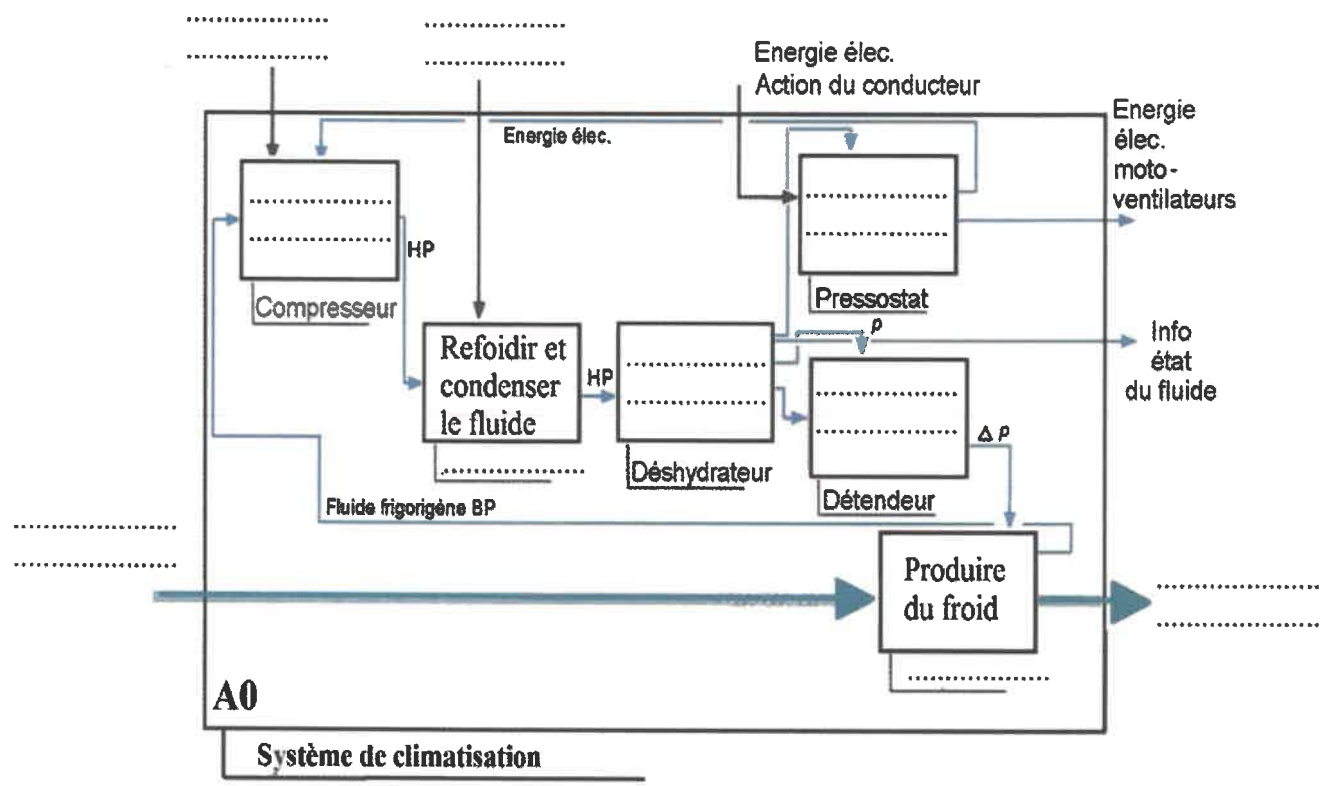 Energie élec.
Action du conducteur
Energie
élec.
moto-
ventilateurs
Energie élec.
HP
Compresseur
Pressostat
Refoidir et
condenser
le fluide
HP
p
Info
état
du fluide
Déshydrateur
Δ p
Détendeur
Fluide frigorigène BP
Produire
du froid
A0
Système de climatisation